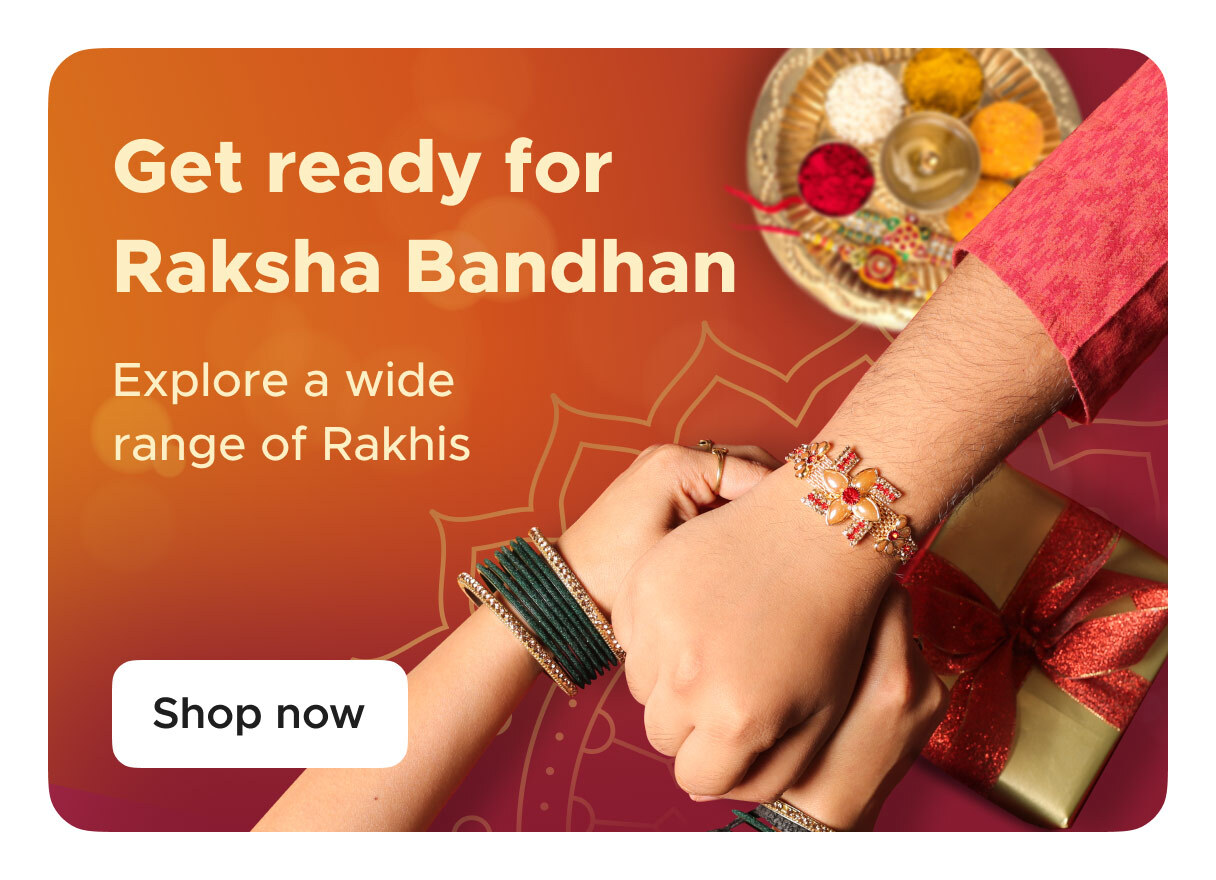 Get ready for
Raksha Bandhan
Explore a wide
range of Rakhis
Shop now